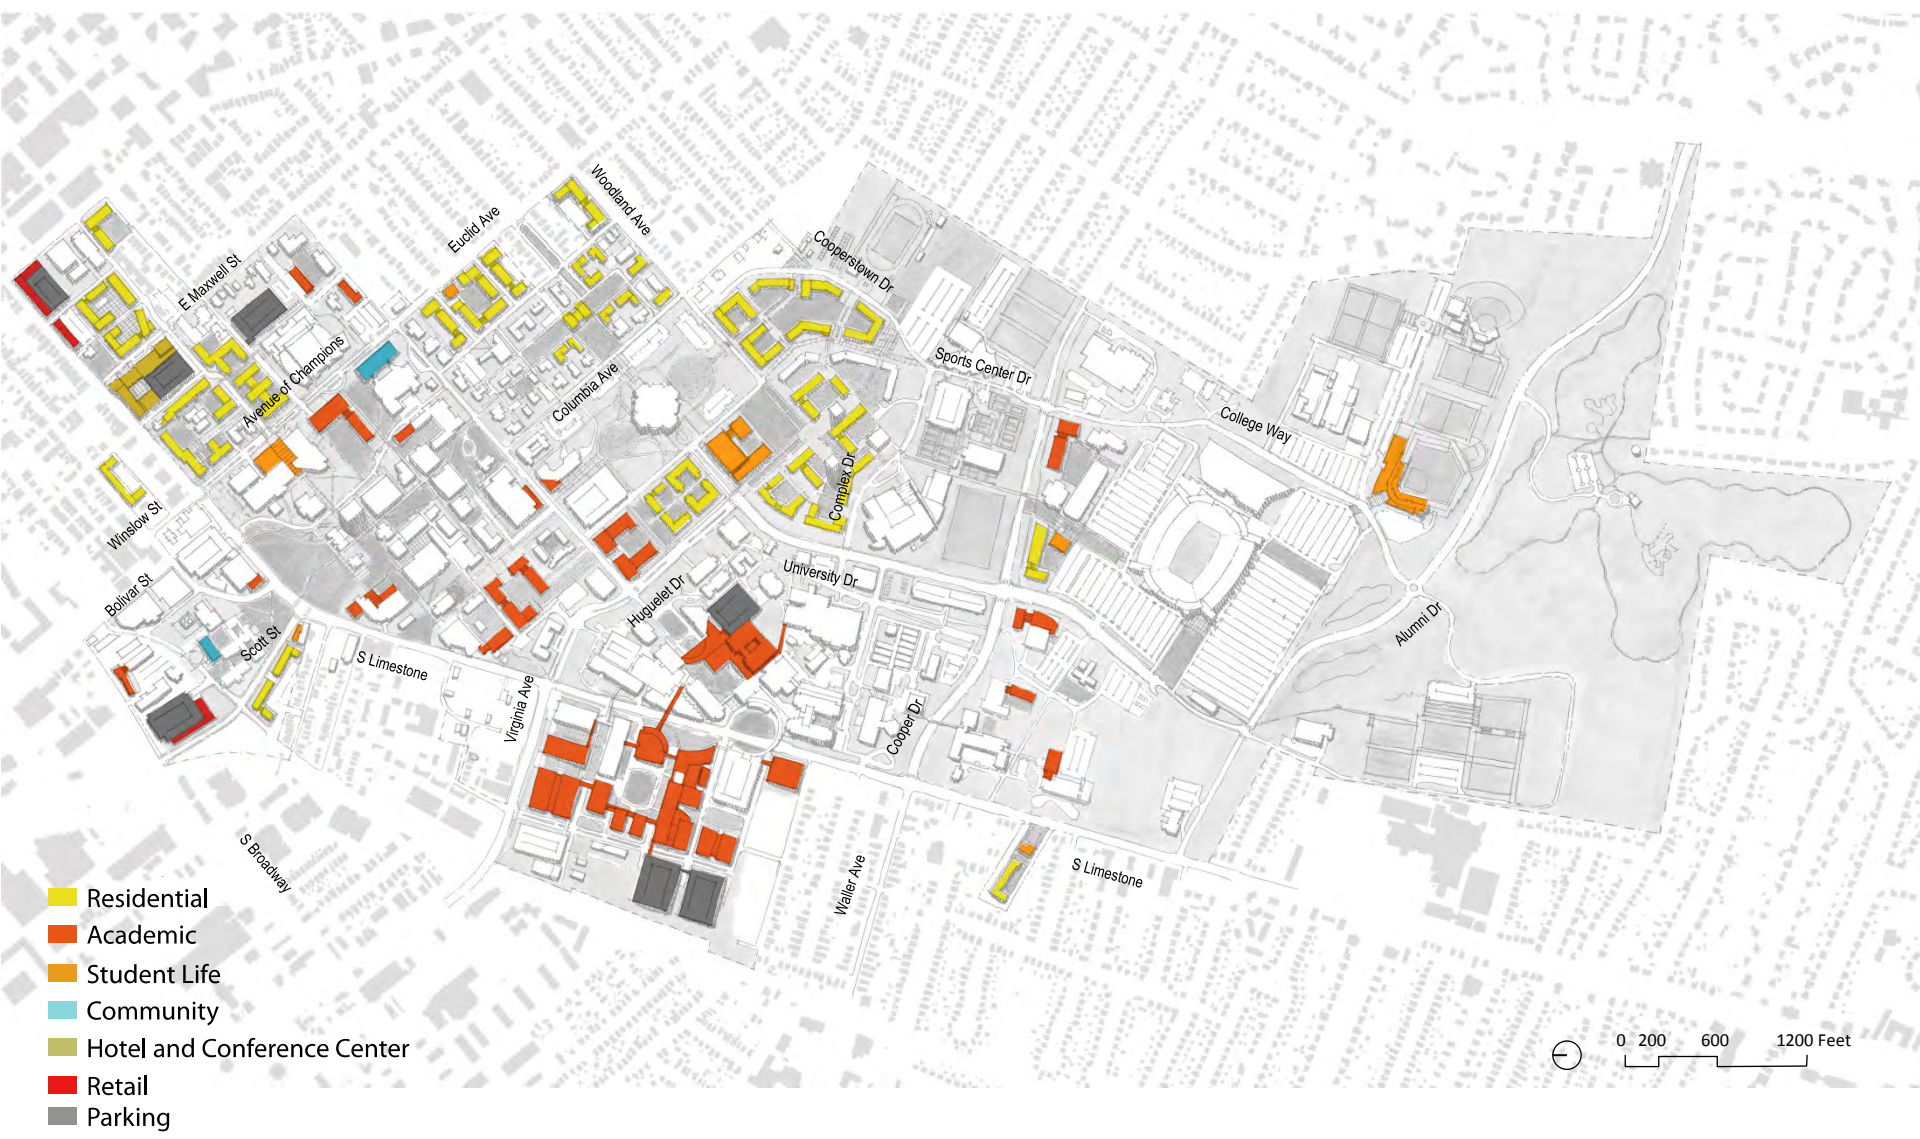 Woodland Ave
Euclid Ave
Cooperstown Dr
E Maxwell St
Avenue of Champions
Sports Center Dr
Columbia Ave
College Way
Complex Dr
Winslow St
University Dr
Bolivar St
Huguelet Dr
Alumni Dr
Scott St
S Limestone
Virginia Ave
Cooper Dr
S Broadway
Waller Ave
S Limestone
Residential
Academic
Student Life
Community
Hotel and Conference Center
Retail
Parking
0 200 600 1200 Feet